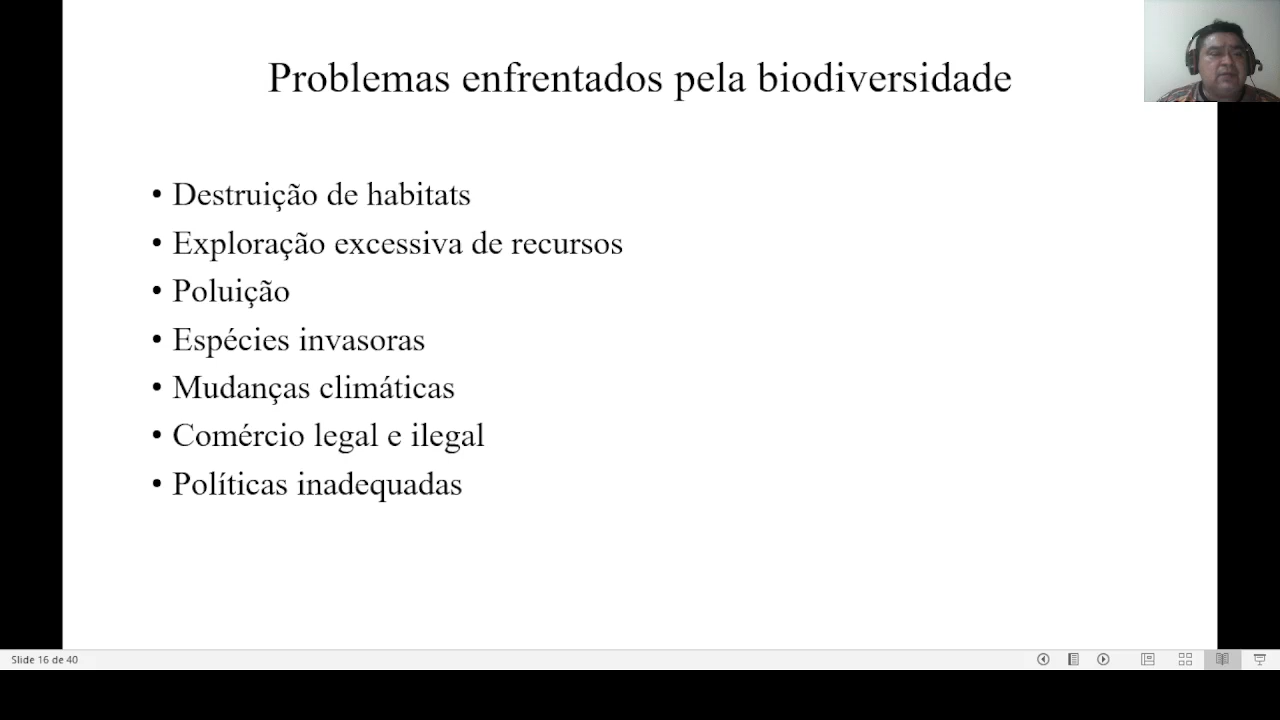 Problemas enfrentados pela biodiversidade
• Destruição de habitats
• Exploração excessiva de recursos
• Poluição
• Espécies invasoras
• Mudanças climáticas
• Comércio legal e ilegal
• Políticas inadequadas
Slide 16 de 40